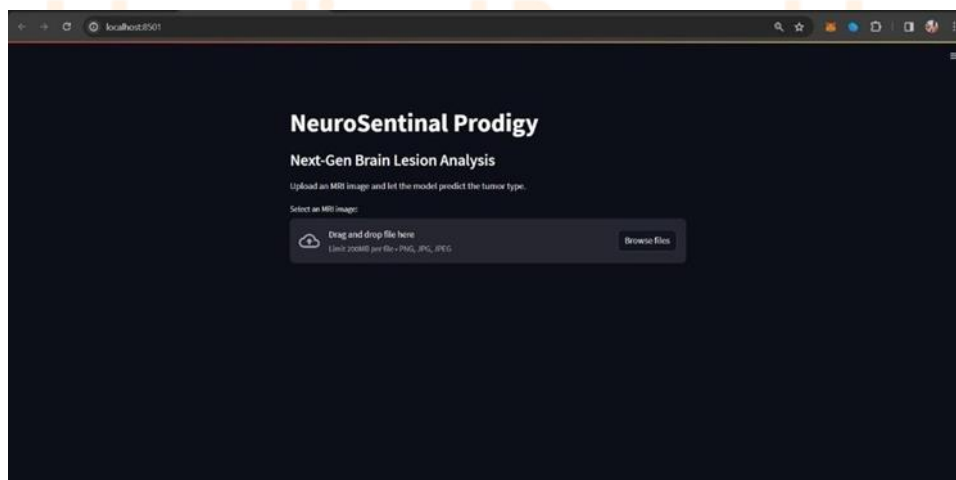 localhost:8501
NeuroSentinal Prodigy
Next-Gen Brain Lesion Analysis
Upload an MRI image and let the model predict the tumor type.
Select an MRI image:
Drag and drop file here
Limit 200MB per file • PNG, JPG, JPEG
Browse files